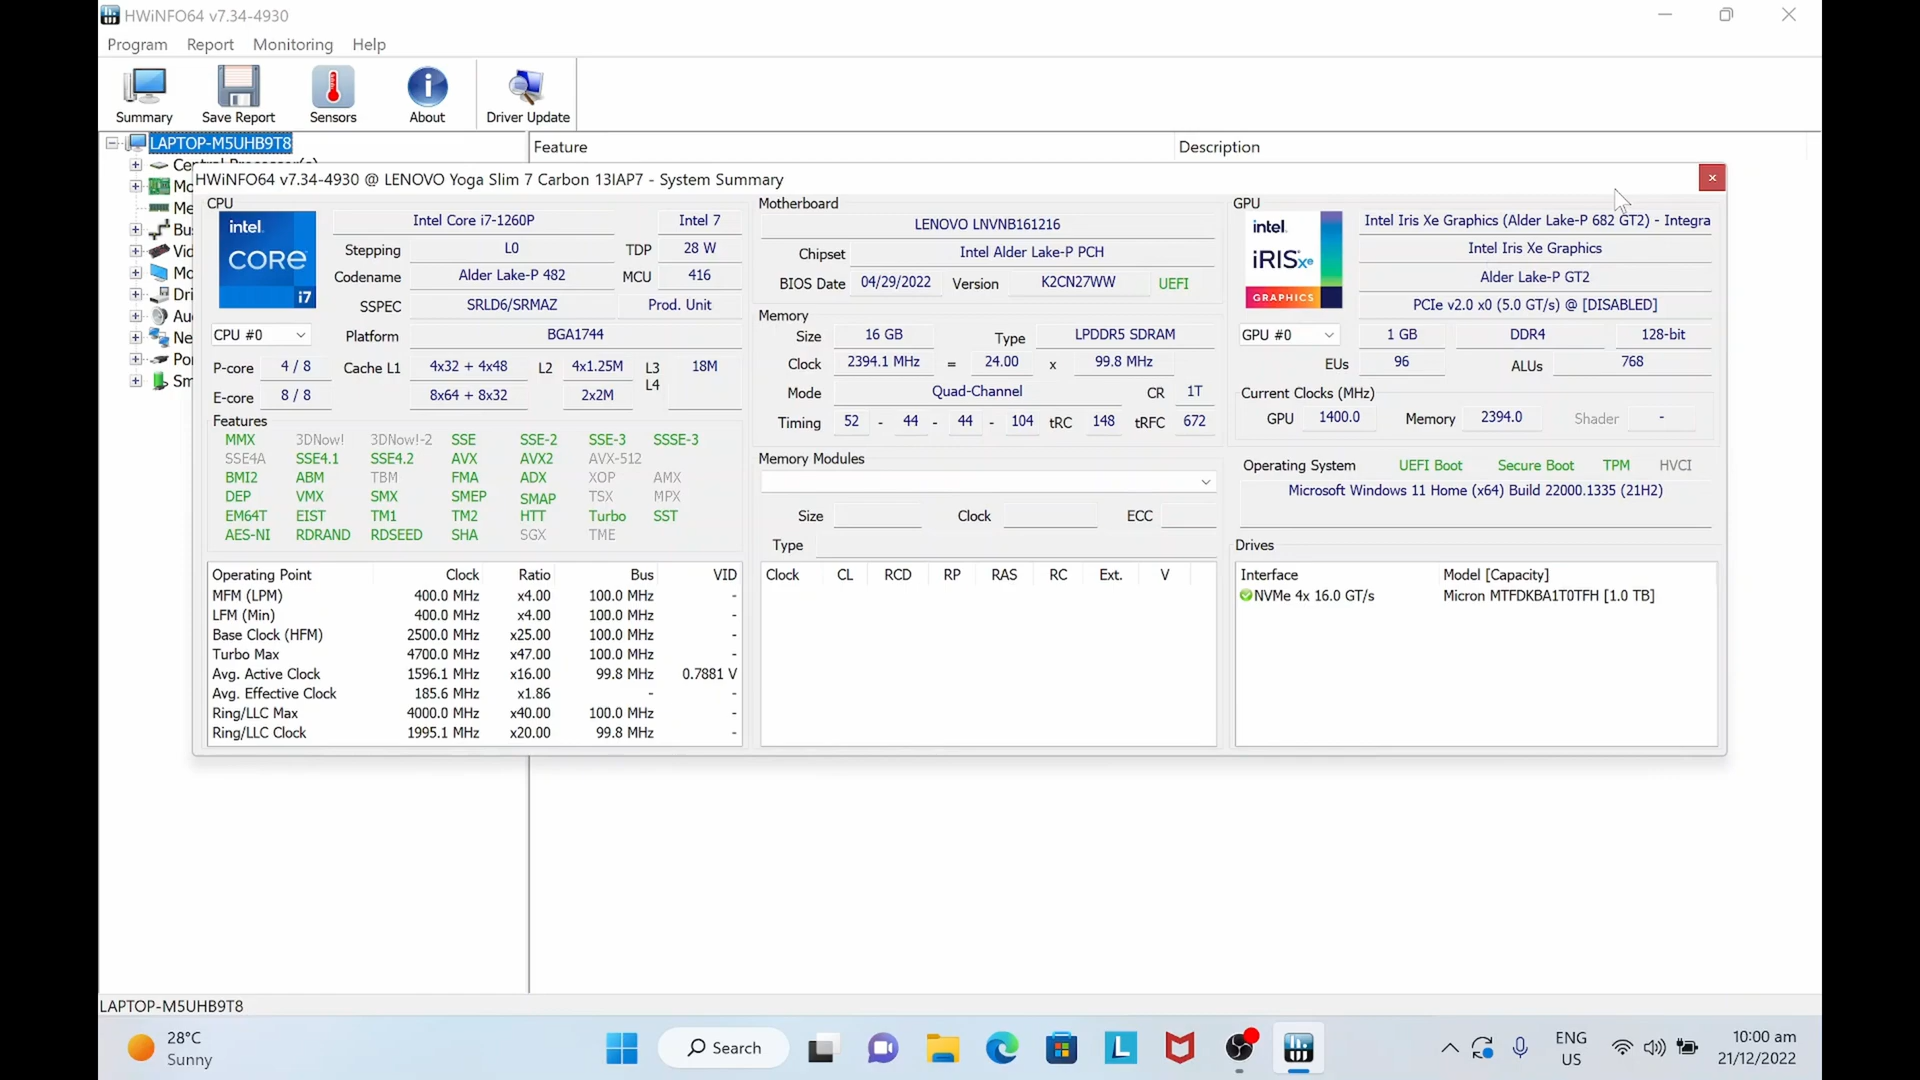 HWiNFO64 v7.34-4930
Program Report Monitoring Help
Summary Save Report Sensors About Driver Update
LAPTOP-M5UHB9T8 Feature Description
HWiNFO64 v7.34-4930 @ LENOVO Yoga Slim 7 Carbon 13IAP7 - System Summary
CPU
intel. CORE i7
Intel Core i7-1260P Intel 7
Stepping L0 TDP 28 W
Codename Alder Lake-P 482 MCU 416
SSPEC SRLD6/SRMAZ Prod. Unit
CPU #0 Platform BGA1744
P-core 4 / 8 Cache L1 4x32 + 4x48 L2 4x1.25M L3 18M
L4
E-core 8 / 8 8x64 + 8x32 2x2M
Features
MMX 3DNow! 3DNow!-2 SSE SSE-2 SSE-3 SSSE-3
SSE4A SSE4.1 SSE4.2 AVX AVX2 AVX-512
BMI2 ABM TBM FMA ADX XOP AMX
DEP VMX SMX SMEP SMAP TSX MPX
EM64T EIST TM1 TM2 HTT Turbo SST
AES-NI RDRAND RDSEED SHA SGX TME
Operating Point Clock Ratio Bus VID
MFM (LPM) 400.0 MHz x4.00 100.0 MHz -
LFM (Min) 400.0 MHz x4.00 100.0 MHz -
Base Clock (HFM) 2500.0 MHz x25.00 100.0 MHz -
Turbo Max 4700.0 MHz x47.00 100.0 MHz -
Avg. Active Clock 1596.1 MHz x16.00 99.8 MHz 0.7881 V
Avg. Effective Clock 185.6 MHz x1.86 - -
Ring/LLC Max 4000.0 MHz x40.00 100.0 MHz -
Ring/LLC Clock 1995.1 MHz x20.00 99.8 MHz -
Motherboard
LENOVO LNVNB161216
Chipset Intel Alder Lake-P PCH
BIOS Date 04/29/2022 Version K2CN27WW UEFI
Memory
Size 16 GB Type LPDDR5 SDRAM
Clock 2394.1 MHz = 24.00 x 99.8 MHz
Mode Quad-Channel CR 1T
Timing 52 - 44 - 44 - 104 tRC 148 tRFC 672
Memory Modules
Size Clock ECC
Type
Clock CL RCD RP RAS RC Ext. V
GPU
intel. iRISxe GRAPHICS
Intel Iris Xe Graphics (Alder Lake-P 682 GT2) - Integra
Intel Iris Xe Graphics
Alder Lake-P GT2
PCIe v2.0 x0 (5.0 GT/s) @ [DISABLED]
GPU #0 1 GB DDR4 128-bit
EUs 96 ALUs 768
Current Clocks (MHz)
GPU 1400.0 Memory 2394.0 Shader -
Operating System UEFI Boot Secure Boot TPM HVCI
Microsoft Windows 11 Home (x64) Build 22000.1335 (21H2)
Drives
Interface Model [Capacity]
NVMe 4x 16.0 GT/s Micron MTFDKBA1T0TFH [1.0 TB]
LAPTOP-M5UHB9T8
28°C
Sunny
Search
ENG
US
10:00 am
21/12/2022